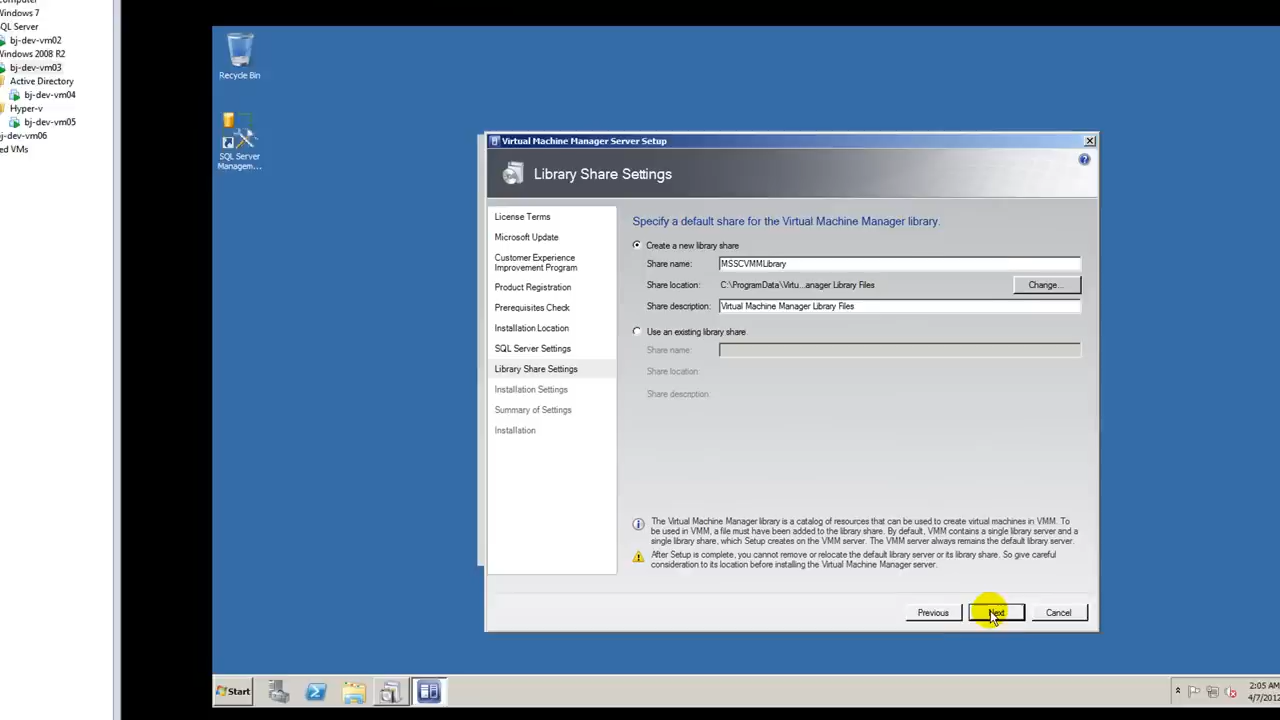 Windows 7
SQL Server
bj-dev-vm02
Windows 2008 R2
bj-dev-vm03
Active Directory
bj-dev-vm04
Hyper-v
bj-dev-vm05
bj-dev-vm06
Recycle Bin
SQL Server
Managem...
Virtual Machine Manager Server Setup
Library Share Settings
License Terms
Microsoft Update
Customer Experience
Improvement Program
Product Registration
Prerequisites Check
Installation Location
SQL Server Settings
Library Share Settings
Installation Settings
Summary of Settings
Installation
Specify a default share for the Virtual Machine Manager library.
Create a new library share
Share name: MSSCVMMLibrary
Share location: C:\ProgramData\Virtu...anager Library Files Change...
Share description: Virtual Machine Manager Library Files
Use an existing library share
Share name:
Share location
Share description
The Virtual Machine Manager library is a catalog of resources that can be used to create virtual machines in VMM. To
be used in VMM, a file must have been added to the library share. By default, VMM contains a single library server and a
single library share, which Setup creates on the VMM server. The VMM server always remains the default library server.
After Setup is complete, you cannot remove or relocate the default library server or its library share. So give careful
consideration to its location before installing the Virtual Machine Manager server.
Previous Next Cancel
Start
2:05 AM
4/7/2012